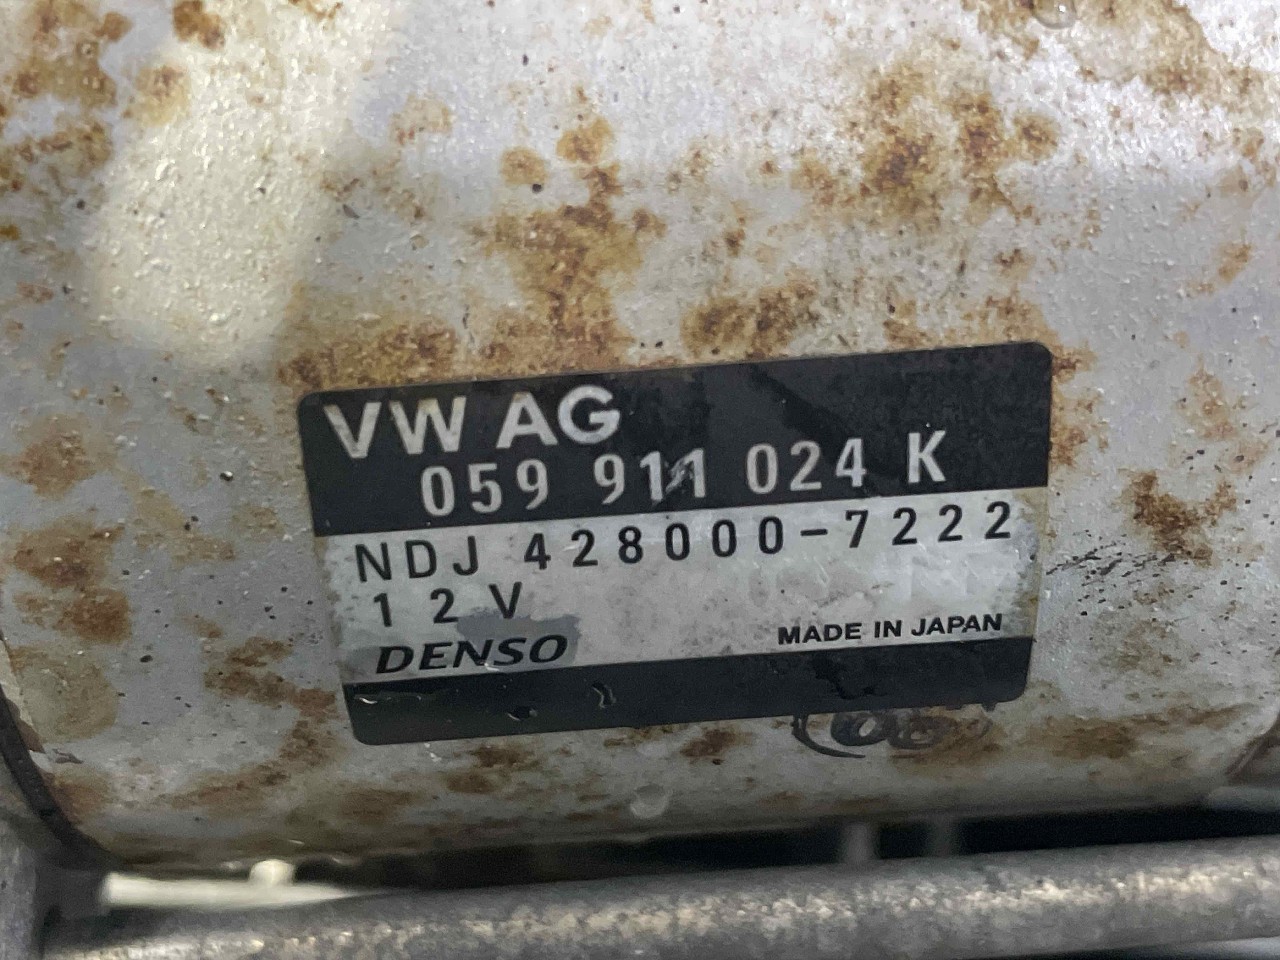 VW AG
059 911 024 K
NDJ 428000-7222
12V
DENSO
MADE IN JAPAN